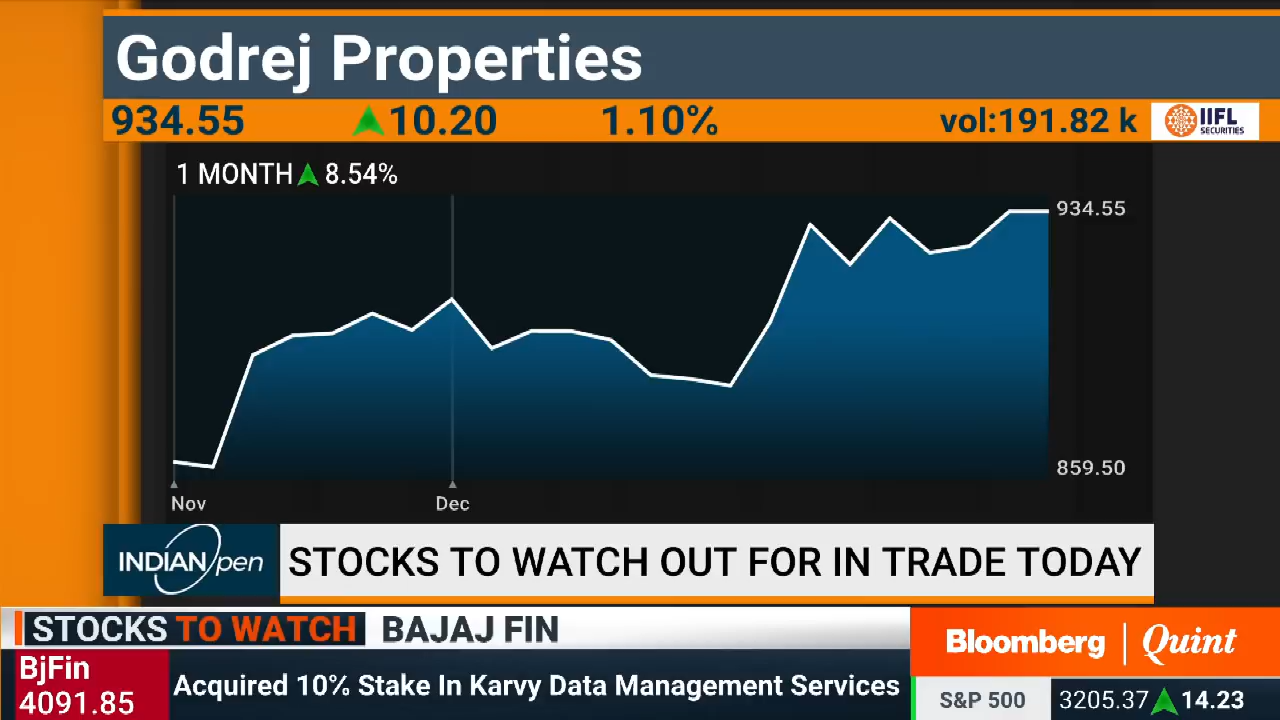 Godrej Properties
934.55 10.20 1.10% vol:191.82 k IIFL SECURITIES
1 MONTH 8.54%
934.55
859.50
Nov Dec
INDIAN Open STOCKS TO WATCH OUT FOR IN TRADE TODAY
STOCKS TO WATCH BAJAJ FIN
BjFin
4091.85
Acquired 10% Stake In Karvy Data Management Services
Bloomberg | Quint
S&P 500 3205.37 14.23